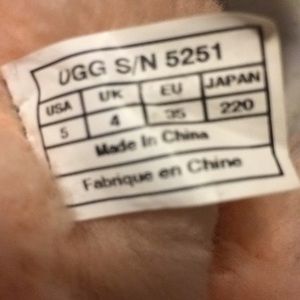 UGG S/N 5251
USA UK EU JAPAN
5 4 35 220
Made In China
Fabrique en Chine